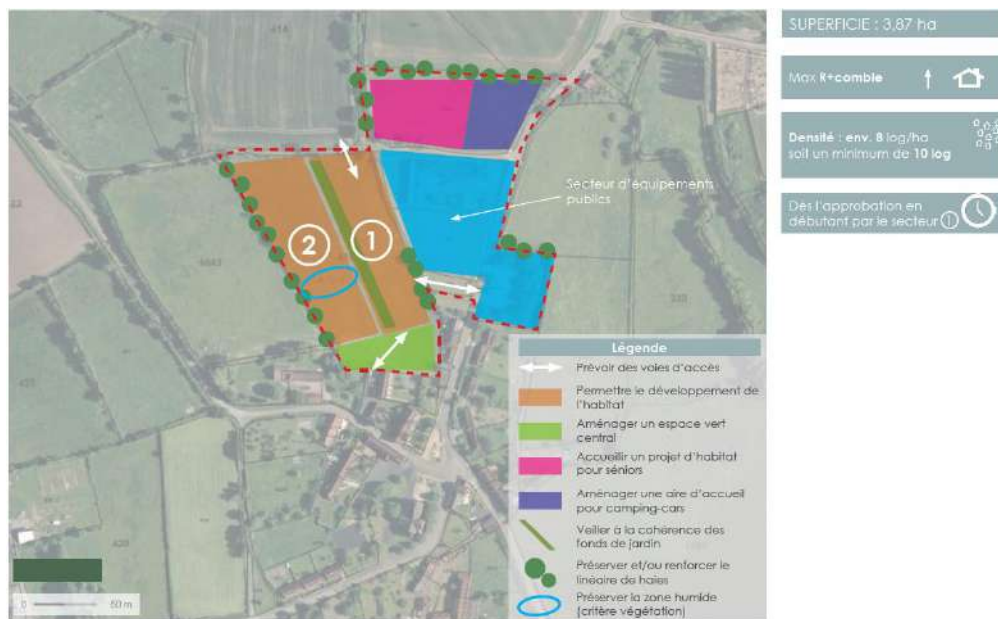 SUPERFICIE : 3,87 ha
Max R+comble
Densité : env. 8 log/ha
soit un minimum de 10 log
Dès l'approbation en
débutant par le secteur ①
Secteur d'équipements
publics
1
2
Légende
Prévoir des voies d'accès
Permettre le développement de
l'habitat
Aménager un espace vert
central
Accueillir un projet d'habitat
pour séniors
Aménager une aire d'accueil
pour camping-cars
Veiller à la cohérence des
fonds de jardin
Préserver et/ou renforcer le
linéaire de haies
Préserver la zone humide
(critère végétation)
0 50 m